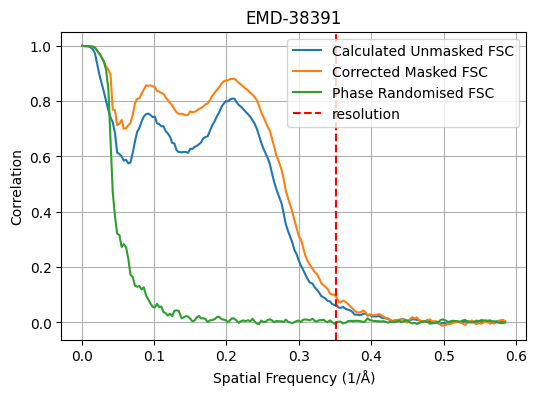 EMD-38391
Calculated Unmasked FSC
Corrected Masked FSC
Phase Randomised FSC
resolution
Correlation
1.0
0.8
0.6
0.4
0.2
0.0
0.0 0.1 0.2 0.3 0.4 0.5 0.6
Spatial Frequency (1/Å)